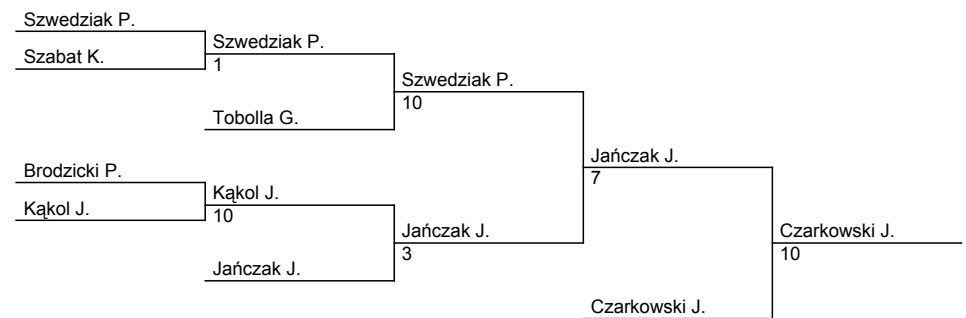 Szwedziak P.
Szabat K.
Szwedziak P.
1
Tobolla G.
Szwedziak P.
10
Brodzicki P.
Kąkol J.
Kąkol J.
10
Jańczak J.
Jańczak J.
3
Jańczak J.
7
Czarkowski J.
Czarkowski J.
10